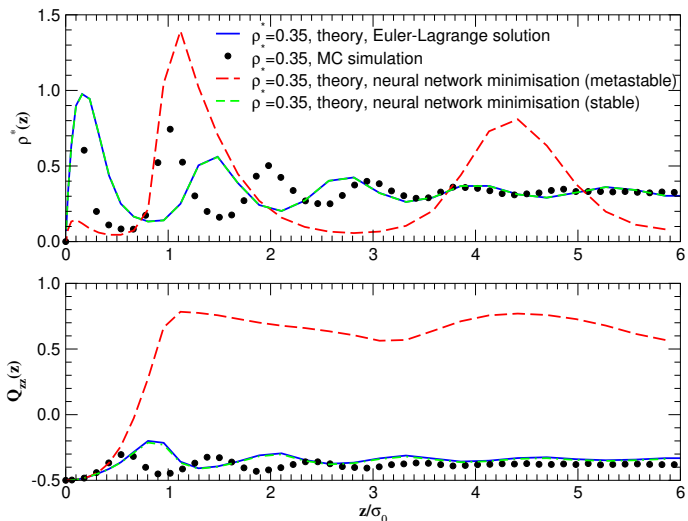 1.5
ρ*=0.35, theory, Euler-Lagrange solution
ρ*=0.35, MC simulation
ρ*=0.35, theory, neural network minimisation (metastable)
ρ*=0.35, theory, neural network minimisation (stable)
1.0
ρ*(z)
0.5
0.0
0 1 2 3 4 5 6
1.0
0.5
Qzz(z)
0.0
-0.5
0 1 2 3 4 5 6
z/σ0